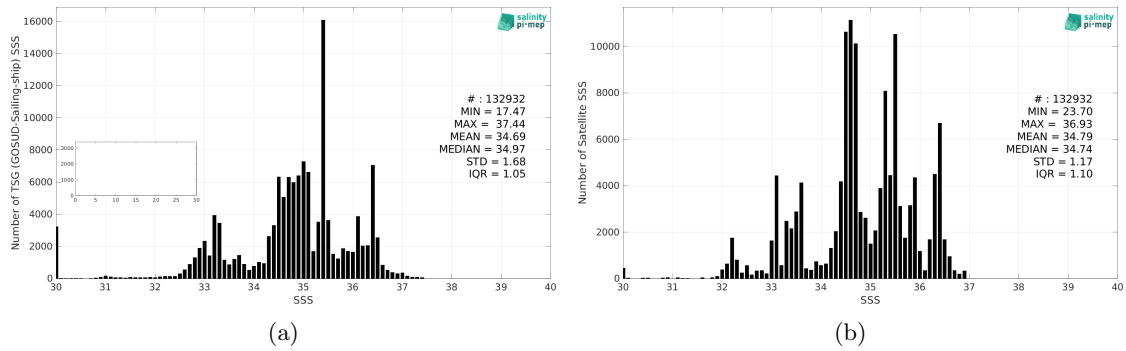 salinity
pi-mep
Number of TSG (GOSUD-Sailing-ship) SSS
16000
14000
12000
10000
8000
6000
4000
2000
0
# : 132932
MIN = 17.47
MAX = 37.44
MEAN = 34.69
MEDIAN = 34.97
STD = 1.68
IQR = 1.05
3000
2000
1000
0
0 5 10 15 20 25 30
30 31 32 33 34 35 36 37 38 39 40
SSS
(a)
salinity
pi-mep
Number of Satellite SSS
10000
8000
6000
4000
2000
0
# : 132932
MIN = 23.70
MAX = 36.93
MEAN = 34.79
MEDIAN = 34.74
STD = 1.17
IQR = 1.10
30 31 32 33 34 35 36 37 38 39 40
SSS
(b)